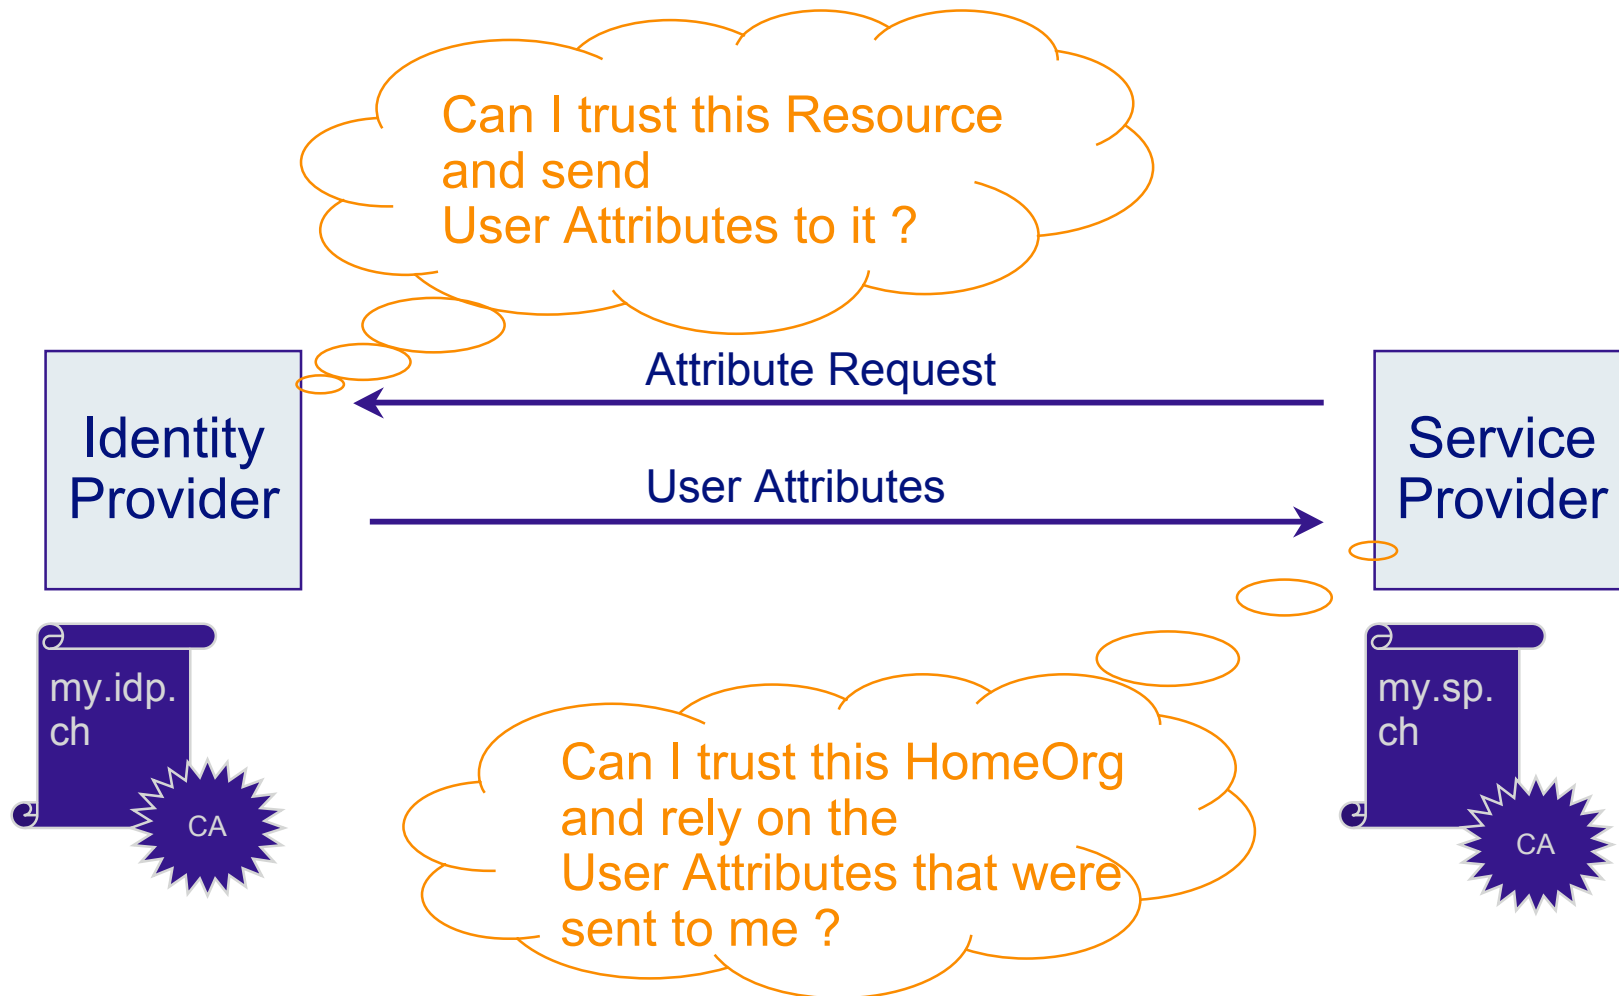 Can I trust this Resource
and send
User Attributes to it ?
Attribute Request
Identity
Provider
Service
Provider
User Attributes
my.idp.
ch
CA
my.sp.
ch
CA
Can I trust this HomeOrg
and rely on the
User Attributes that were
sent to me ?